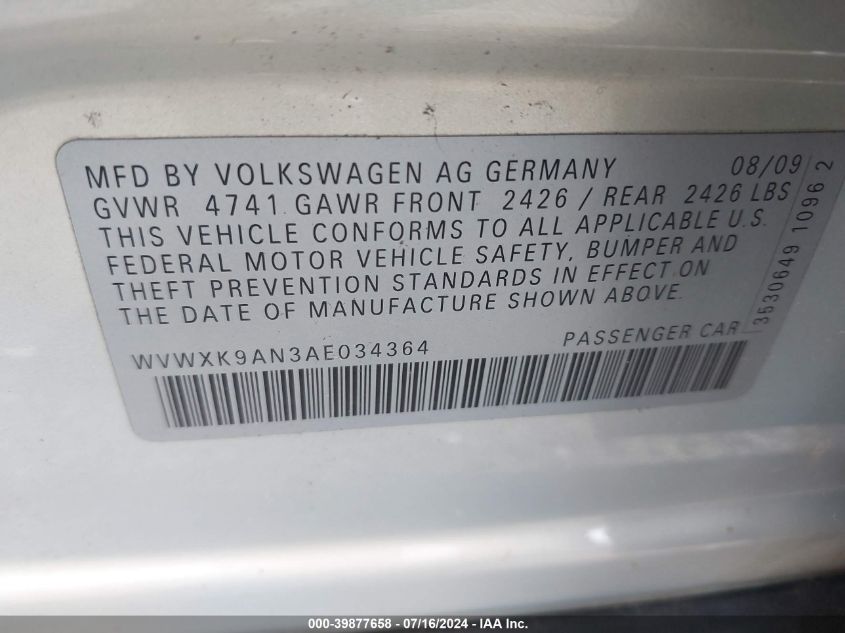 MFD BY VOLKSWAGEN AG GERMANY 08/09
GVWR 4741 GAWR FRONT 2426 / REAR 2426 LBS
THIS VEHICLE CONFORMS TO ALL APPLICABLE U.S.
FEDERAL MOTOR VEHICLE SAFETY, BUMPER AND
THEFT PREVENTION STANDARDS IN EFFECT ON
THE DATE OF MANUFACTURE SHOWN ABOVE.
WVWXK9AN3AE034364 PASSENGER CAR
3530649 1096 2
000-39877658 - 07/16/2024 - IAA Inc.